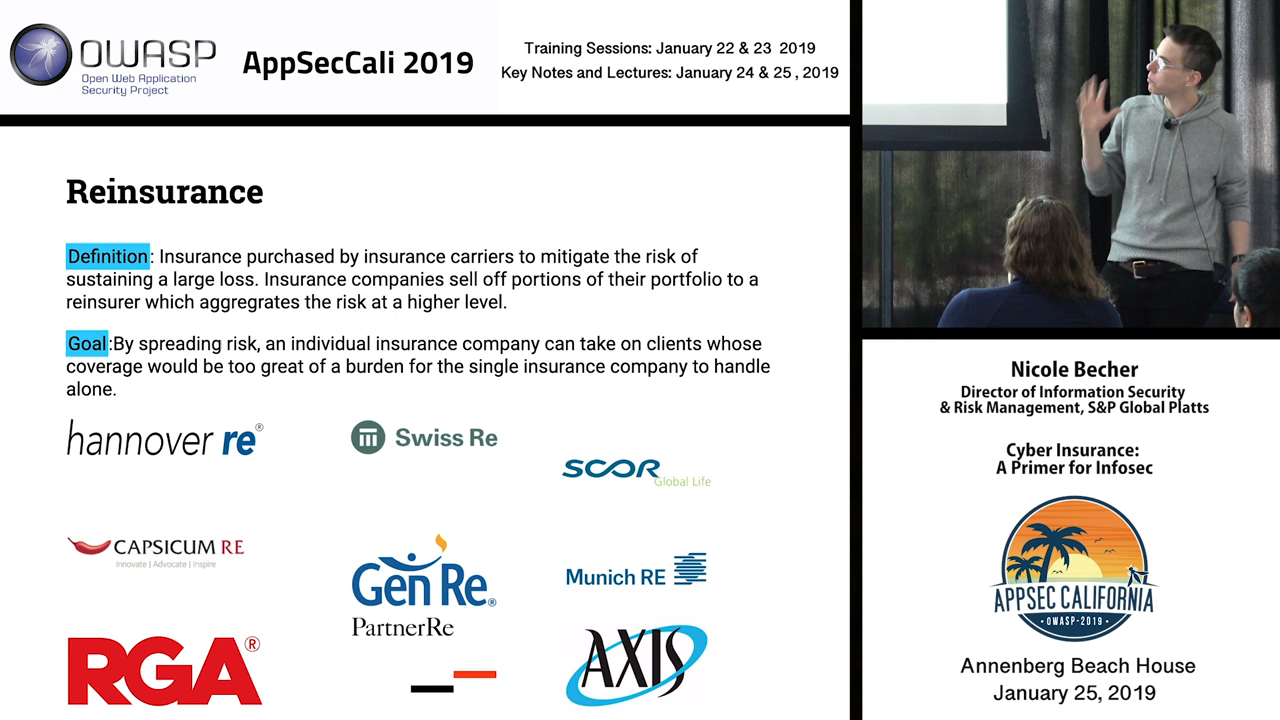 OWASP
Open Web Application
Security Project
AppSecCali 2019
Training Sessions: January 22 & 23 2019
Key Notes and Lectures: January 24 & 25 , 2019
Reinsurance
Definition: Insurance purchased by insurance carriers to mitigate the risk of
sustaining a large loss. Insurance companies sell off portions of their portfolio to a
reinsurer which aggregrates the risk at a higher level.
Goal:By spreading risk, an individual insurance company can take on clients whose
coverage would be too great of a burden for the single insurance company to handle
alone.
hannover re®
Swiss Re
SCOR
Global Life
CAPSICUM RE
Innovate | Advocate | Inspire
Gen Re®
Munich RE
PartnerRe
RGA®
AXIS
Nicole Becher
Director of Information Security
& Risk Management, S&P Global Platts
Cyber Insurance:
A Primer for Infosec
APPSEC CALIFORNIA
• OWASP-2019 •
Annenberg Beach House
January 25, 2019